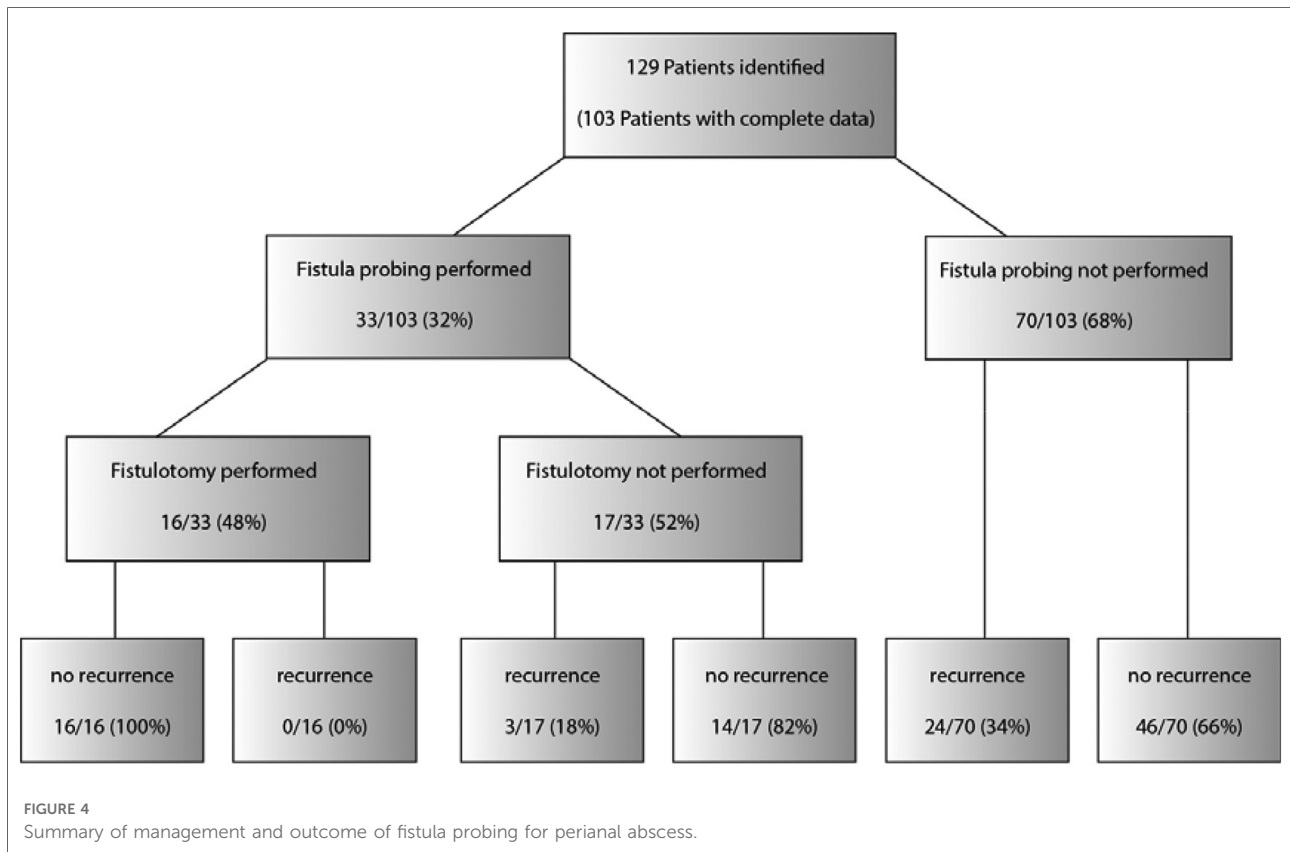 129 Patients identified
(103 Patients with complete data)
Fistula probing performed
33/103 (32%)
Fistula probing not performed
70/103 (68%)
Fistulotomy performed
16/33 (48%)
Fistulotomy not performed
17/33 (52%)
no recurrence
16/16 (100%)
recurrence
0/16 (0%)
recurrence
3/17 (18%)
no recurrence
14/17 (82%)
recurrence
24/70 (34%)
no recurrence
46/70 (66%)
FIGURE 4
Summary of management and outcome of fistula probing for perianal abscess.